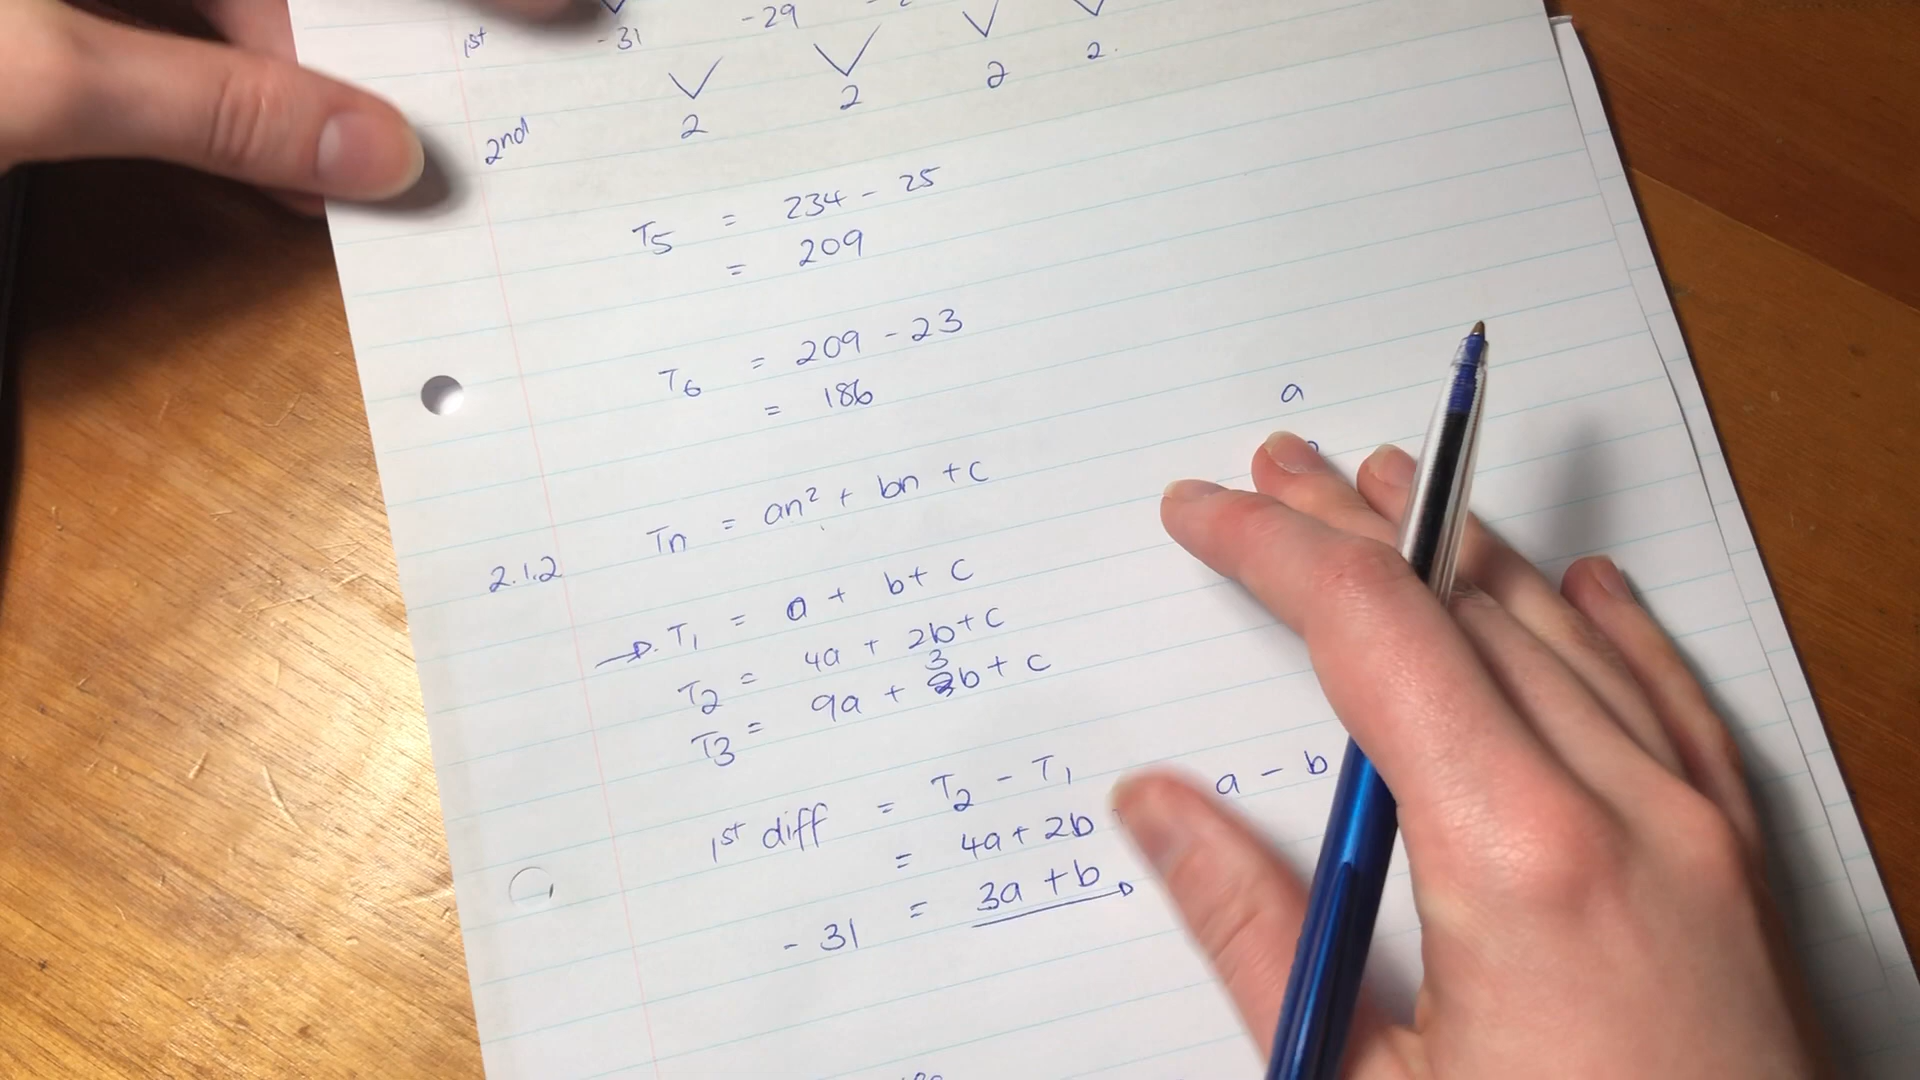 1st -31 -29
2 2 2 2.
2nd
T5 = 234 - 25
= 209
T6 = 209 - 23
= 186
a
2.1.2 Tn = an² + bn + c
→ T1 = a + b + c
T2 = 4a + 2b + c
T3 = 9a + 3b + c
1st diff = T2 - T1
= 4a + 2b a - b
-31 = 3a + b